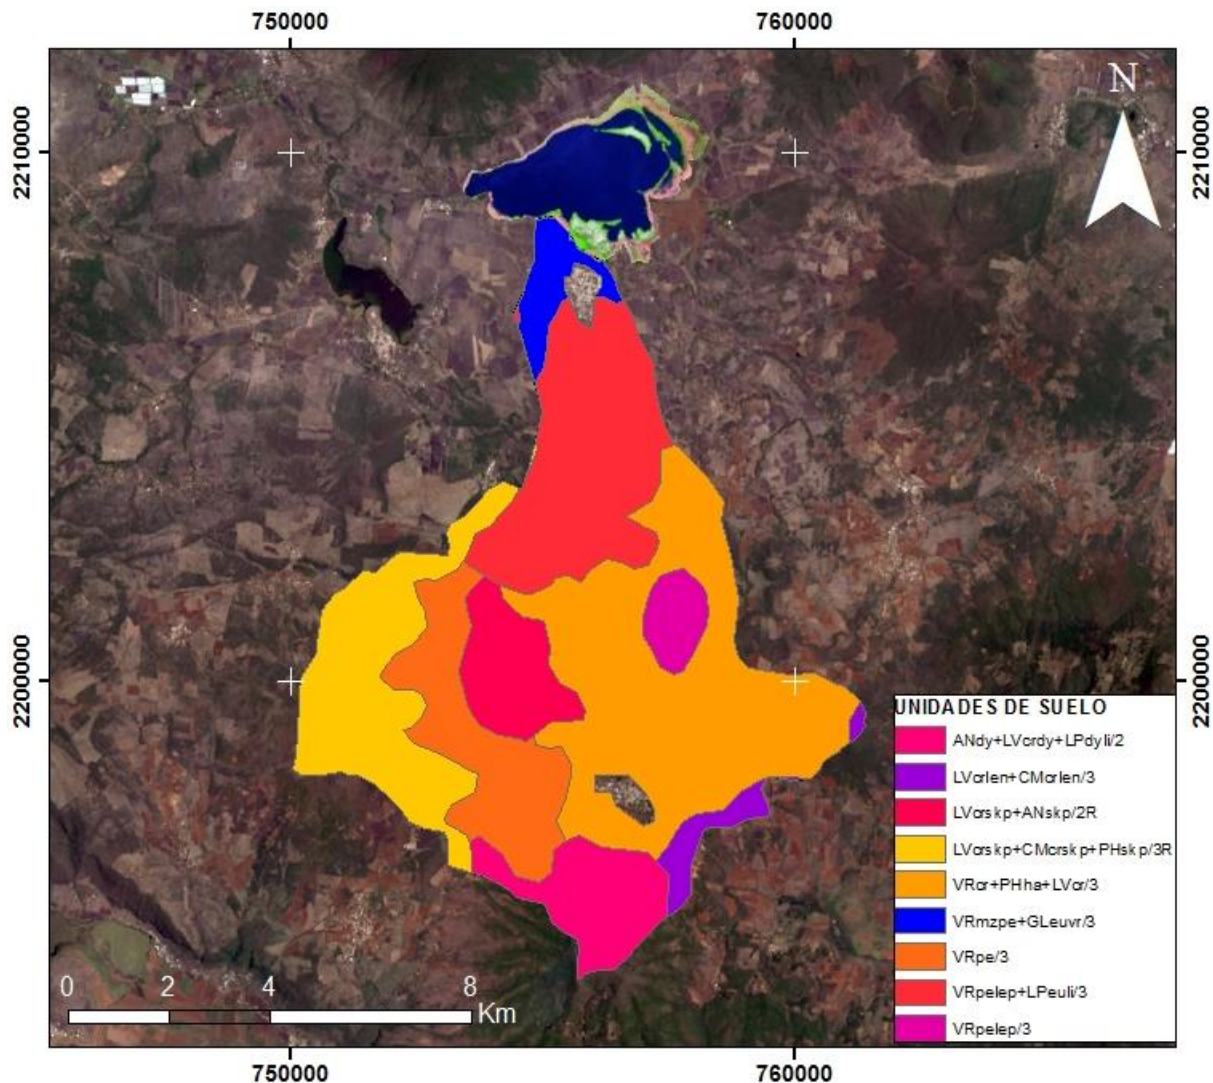 750000 760000
N
2210000 2210000
2200000 2200000
UNIDADES DE SUELO
ANdy+LVcrdy+LPdyli/2
LVcrlen+CMcrlen/3
LVcrskp+ANskp/2R
LVcrskp+CMcrskp+PHskp/3R
VRcr+PHha+LVcr/3
VRmzpe+GLeuvr/3
VRpe/3
VRpelep+LPeuli/3
VRpelep/3
0 2 4 8
Km
750000 760000